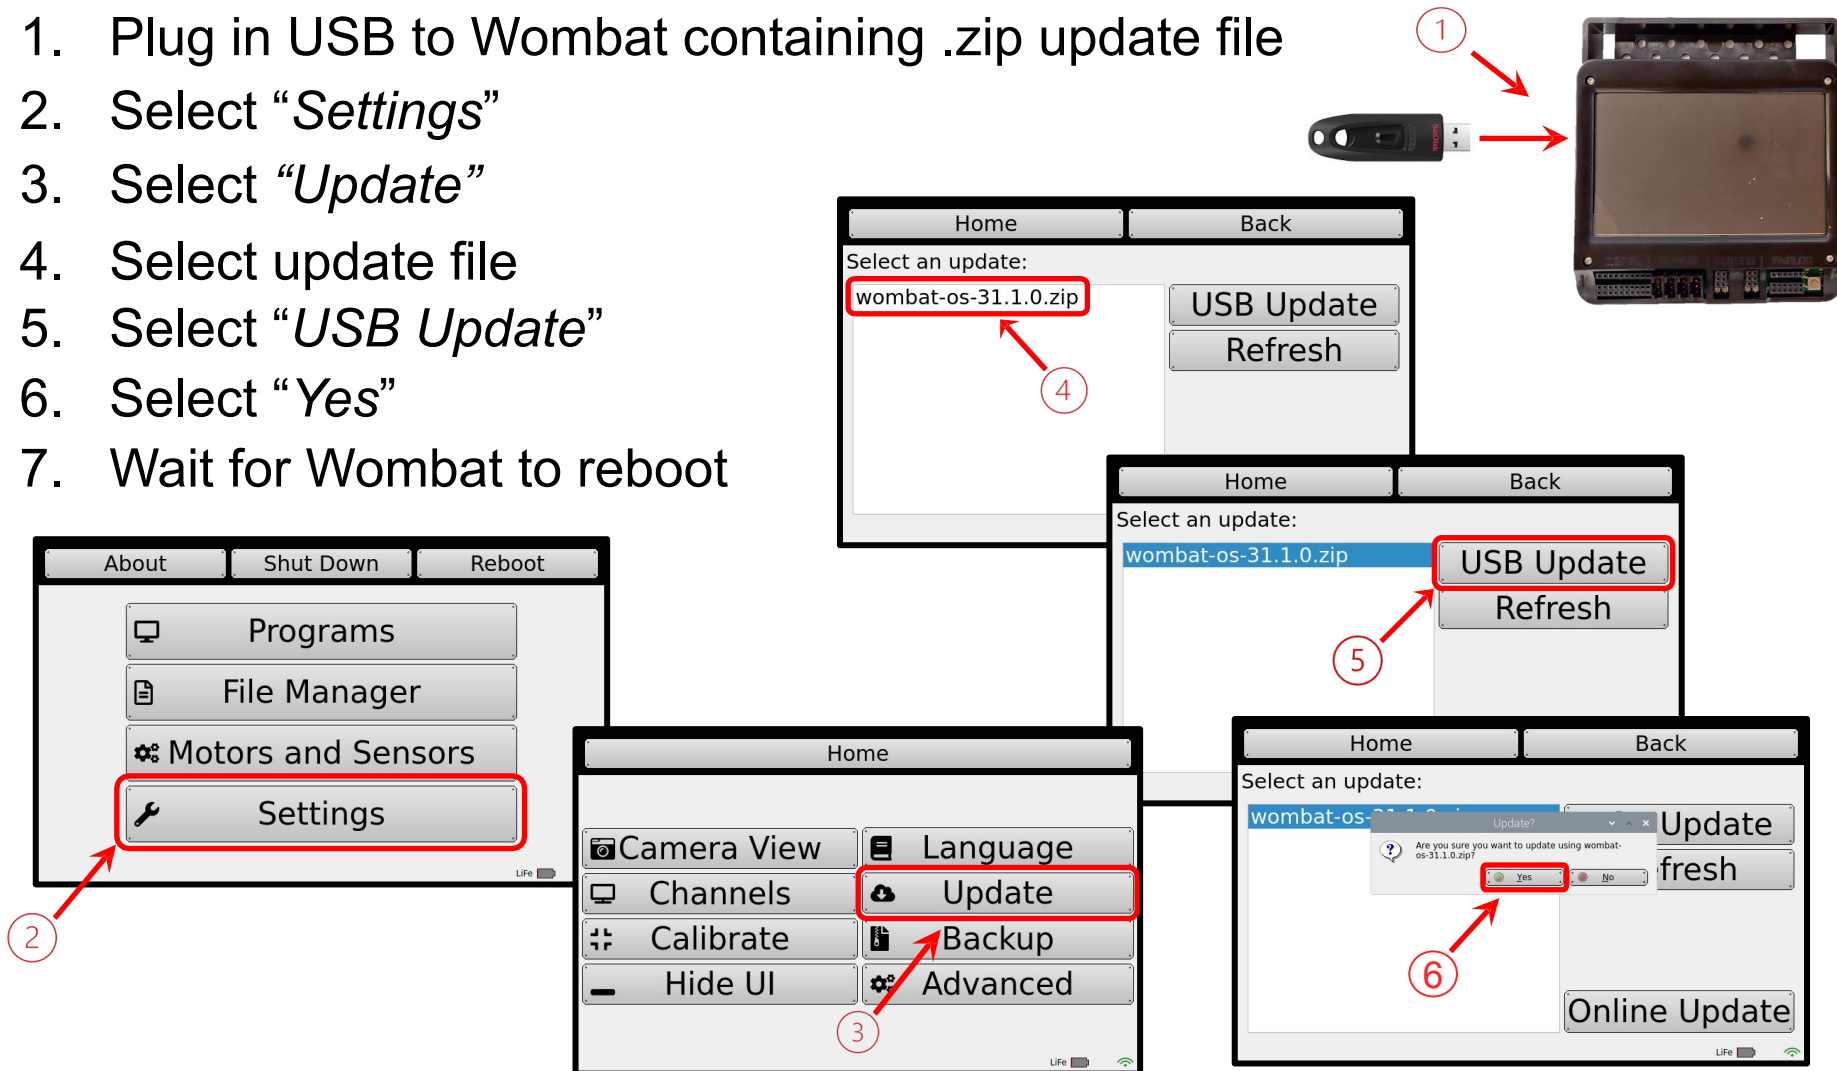 1. Plug in USB to Wombat containing .zip update file
2. Select “Settings”
3. Select “Update”
4. Select update file
5. Select “USB Update”
6. Select “Yes”
7. Wait for Wombat to reboot
1
SanDisk
Home Back
Select an update:
wombat-os-31.1.0.zip
USB Update
Refresh
4
Home Back
Select an update:
wombat-os-31.1.0.zip
USB Update
Refresh
5
About Shut Down Reboot
Programs
File Manager
Motors and Sensors
Settings
LiFe
2
Home
Camera View Language
Channels Update
Calibrate Backup
Hide UI Advanced
3
LiFe
Home Back
Select an update:
wombat-os-
Update
fresh
Update?
Are you sure you want to update using wombat-
os-31.1.0.zip?
Yes No
6
Online Update
LiFe